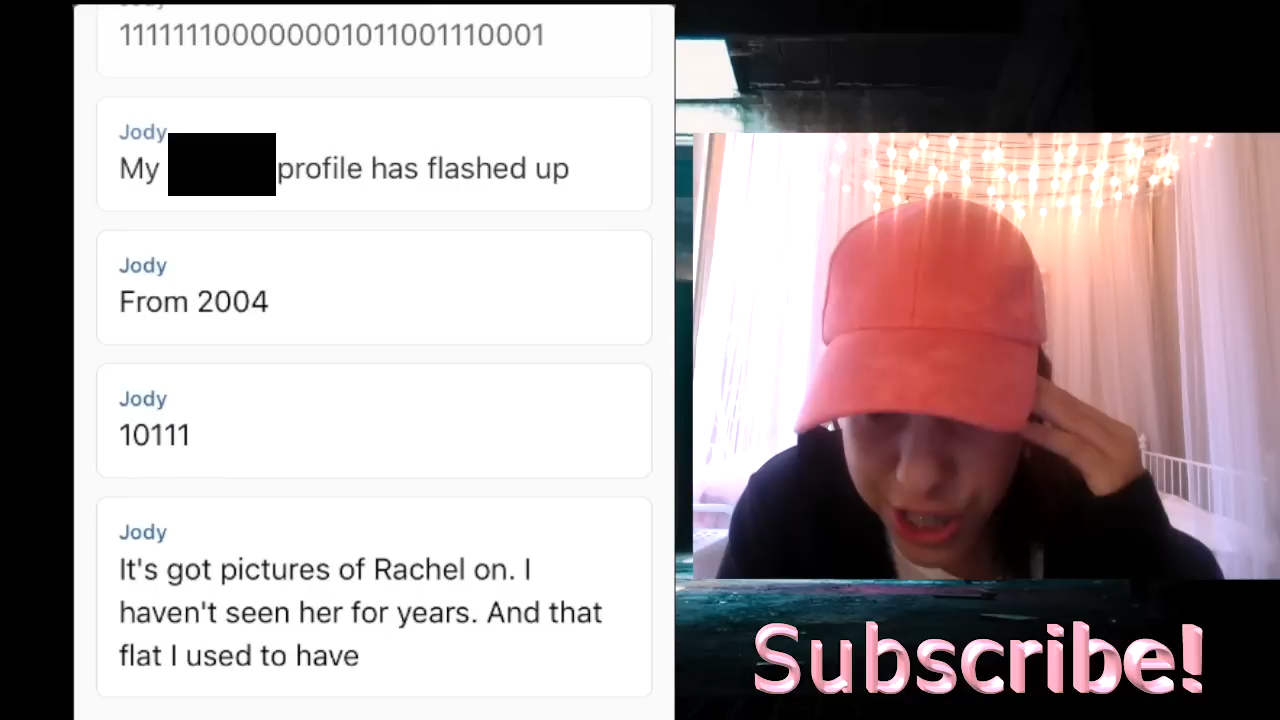 111111100000001011001110001
Jody
My profile has flashed up
Jody
From 2004
Jody
10111
Jody
It's got pictures of Rachel on. I
haven't seen her for years. And that
flat I used to have
Subscribe!